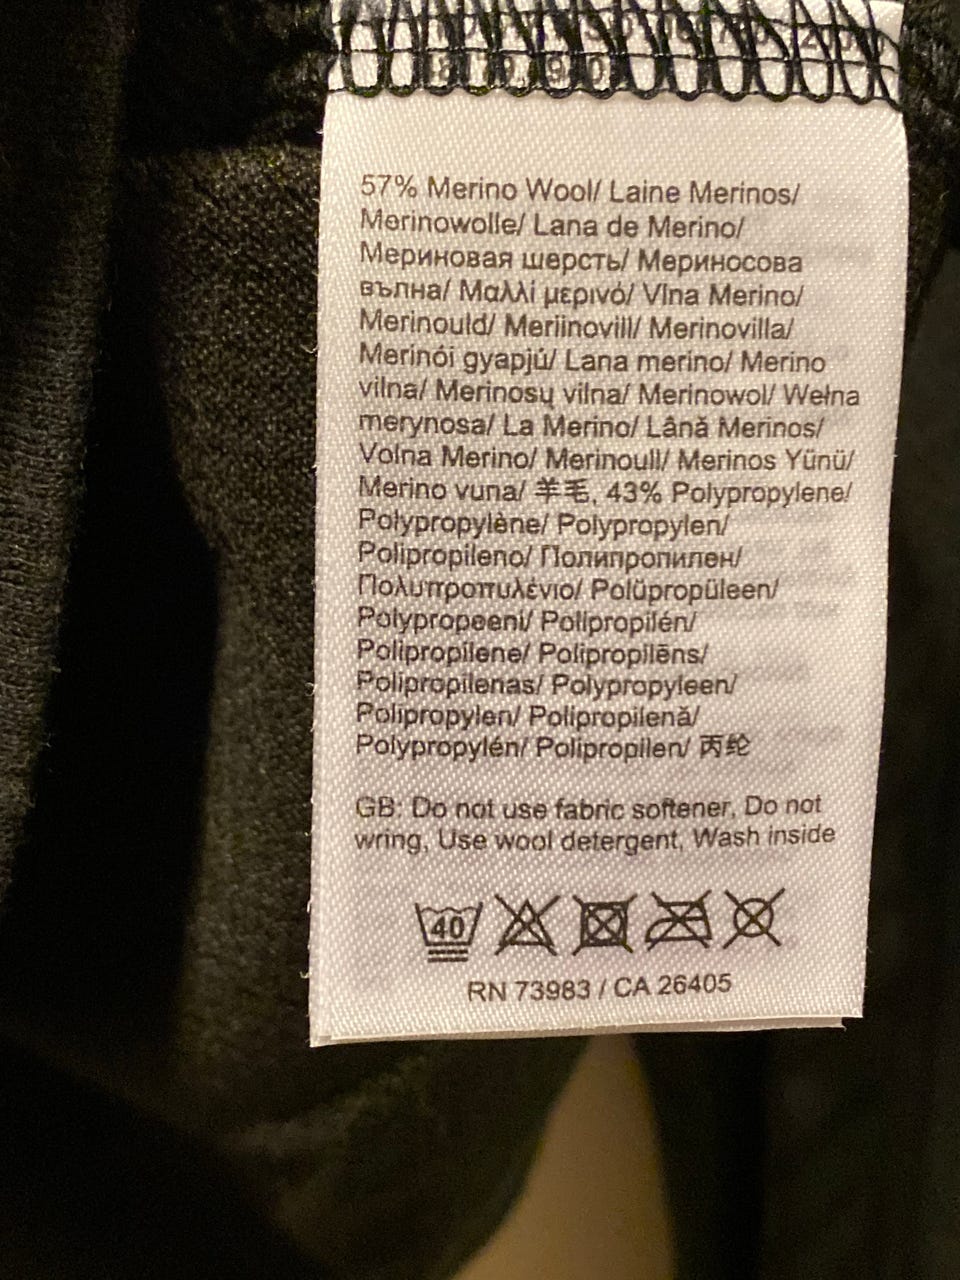 57% Merino Wool/ Laine Merinos/
Merinowolle/ Lana de Merino/
Мериновая шерсть/ Мериносова
вълна/ Μαλλί μερινό/ Vlna Merino/
Merinould/ Meriinovill/ Merinovilla/
Merinói gyapjú/ Lana merino/ Merino
vilna/ Merinosų vilna/ Merinowol/ Wełna
merynosa/ La Merino/ Lână Merinos/
Volna Merino/ Merinoull/ Merinos Yünü/
Merino vuna/ 羊毛, 43% Polypropylene/
Polypropylène/ Polypropylen/
Polipropileno/ Полипропилен/
Πολυπροπυλένιο/ Polüpropüleen/
Polypropeeni/ Polipropilén/
Polipropilene/ Polipropilēns/
Polipropilenas/ Polypropyleen/
Polipropylen/ Polipropilenă/
Polypropylén/ Polipropilen/ 丙纶
GB: Do not use fabric softener, Do not
wring, Use wool detergent, Wash inside
40
RN 73983 / CA 26405